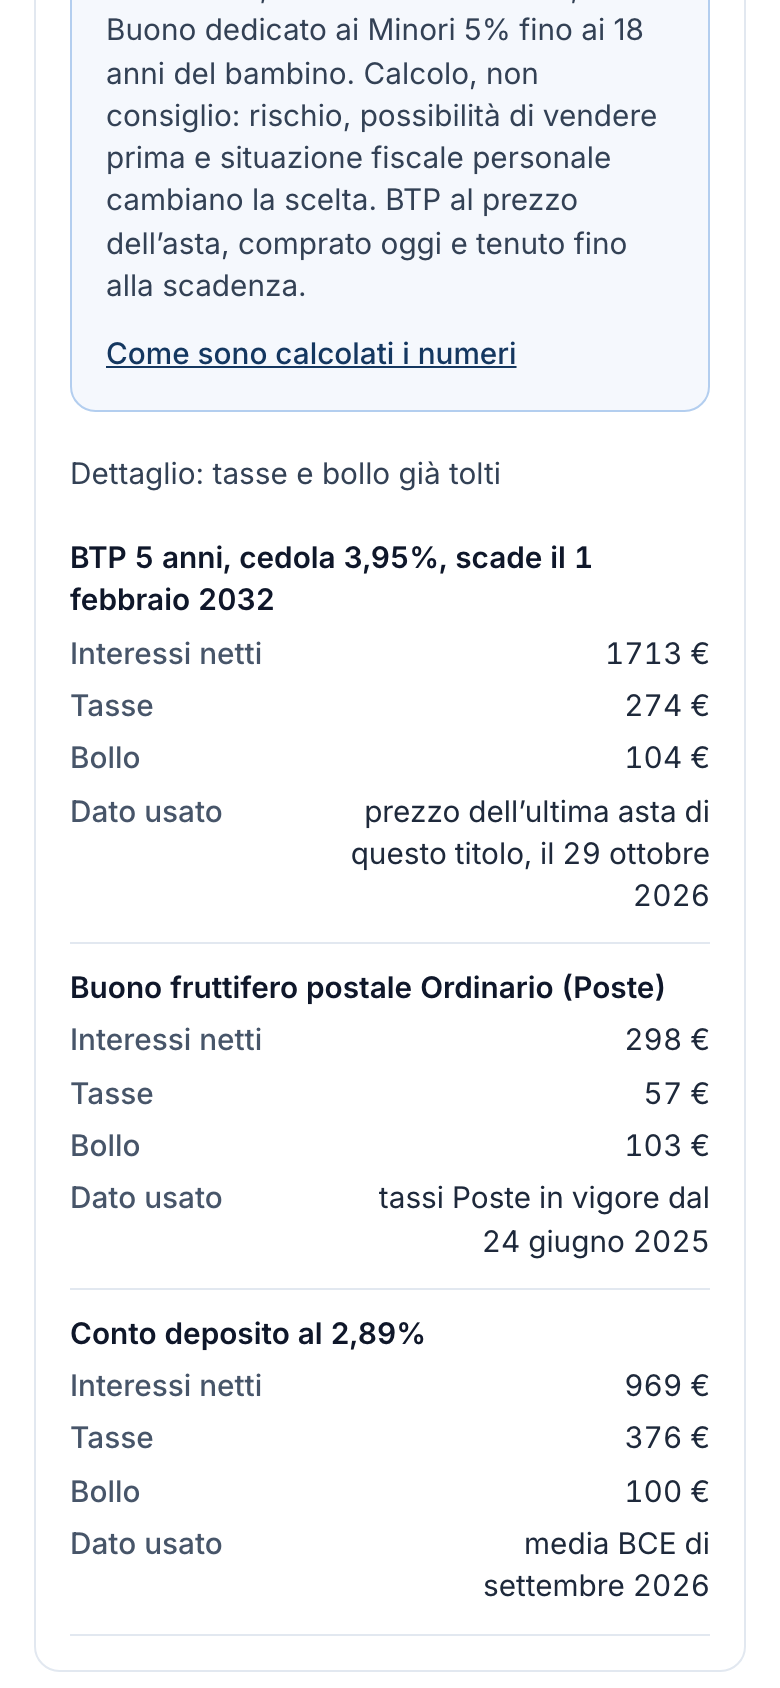 Buono dedicato ai Minori 5% fino ai 18
anni del bambino. Calcolo, non
consiglio: rischio, possibilità di vendere
prima e situazione fiscale personale
cambiano la scelta. BTP al prezzo
dell’asta, comprato oggi e tenuto fino
alla scadenza.
Come sono calcolati i numeri
Dettaglio: tasse e bollo già tolti
BTP 5 anni, cedola 3,95%, scade il 1
febbraio 2032
Interessi netti 1713 €
Tasse 274 €
Bollo 104 €
Dato usato prezzo dell’ultima asta di
questo titolo, il 29 ottobre
2026
Buono fruttifero postale Ordinario (Poste)
Interessi netti 298 €
Tasse 57 €
Bollo 103 €
Dato usato tassi Poste in vigore dal
24 giugno 2025
Conto deposito al 2,89%
Interessi netti 969 €
Tasse 376 €
Bollo 100 €
Dato usato media BCE di
settembre 2026